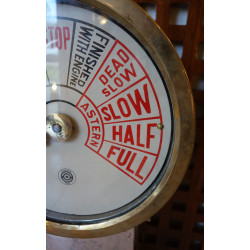 STOP
FINISHED
WITH ENGINE
DEAD
SLOW
SLOW
HALF
FULL
ASTERN